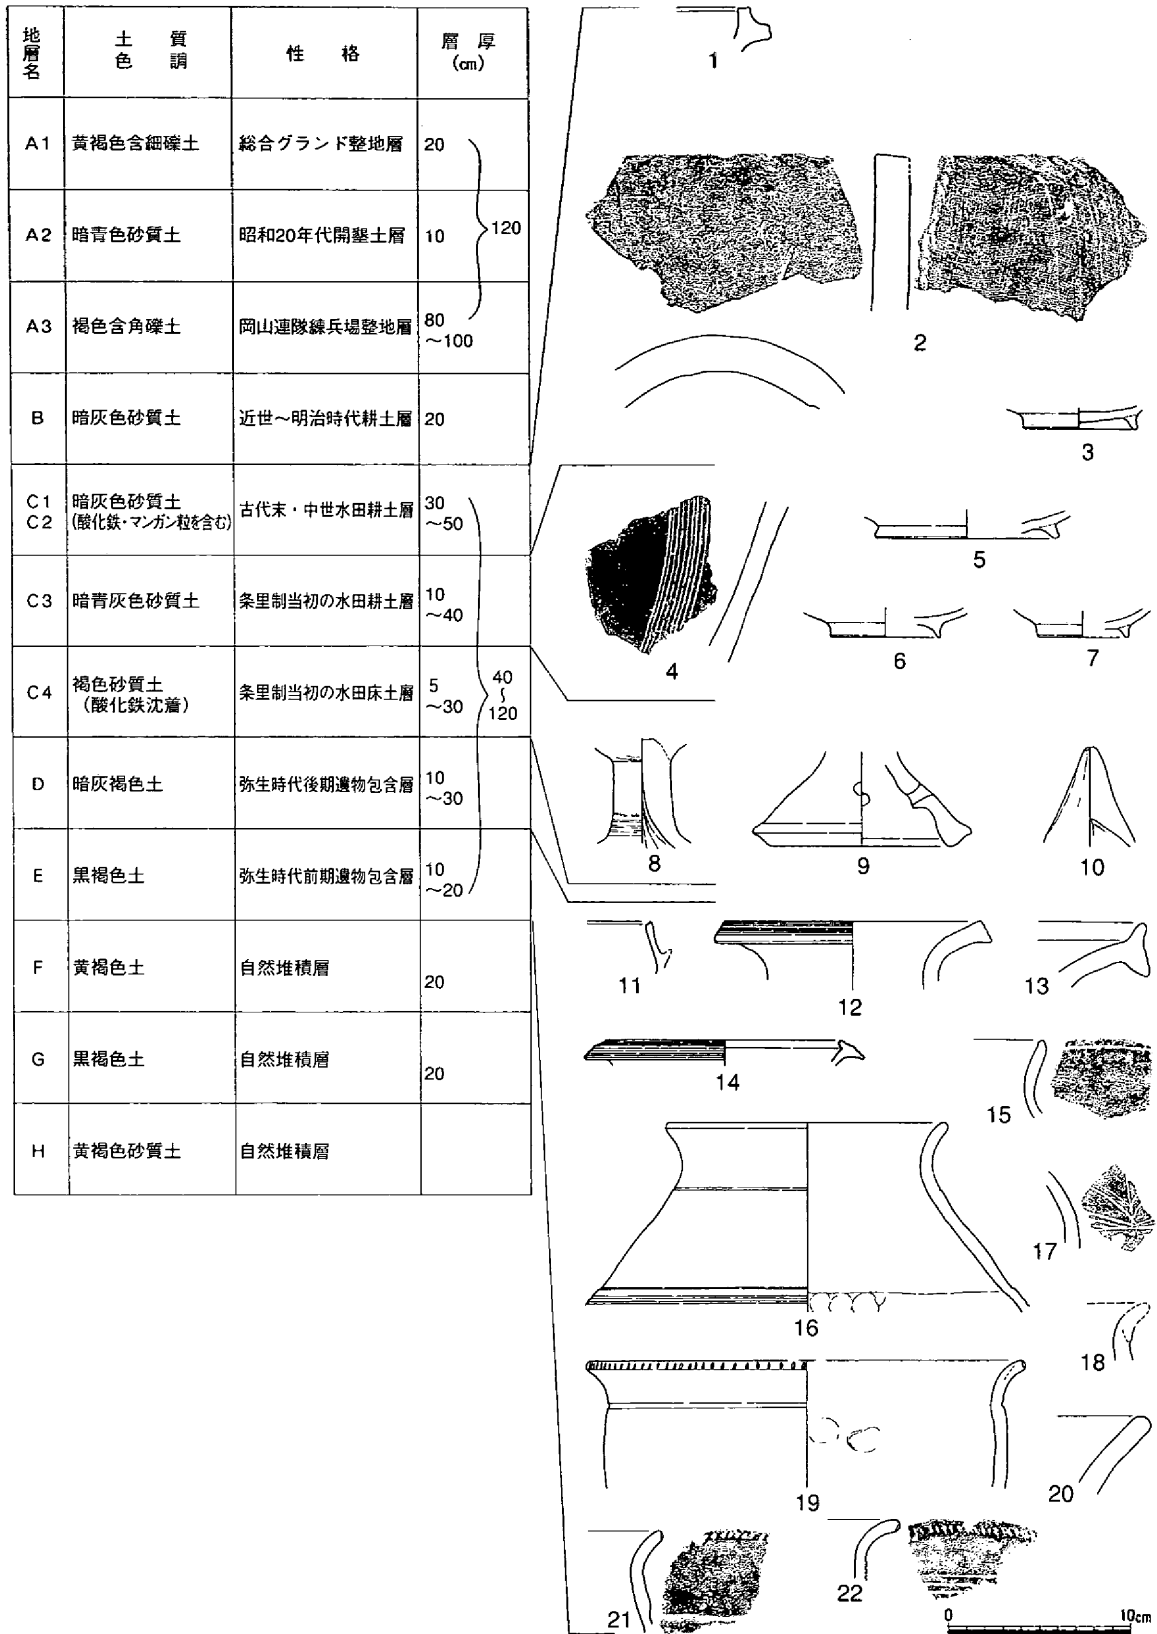 地層名 土質 色調 性格 層厚 (cm)
A1 黄褐色含細礫土 総合グランド整地層 20
A2 暗青色砂質土 昭和20年代開墾土層 10
120
A3 褐色含角礫土 岡山連隊練兵場整地層 80～100
B 暗灰色砂質土 近世～明治時代耕土層 20
C1 C2 暗灰色砂質土 (酸化鉄・マンガン粒を含む) 古代末・中世水田耕土層 30～50
C3 暗青灰色砂質土 条里制当初の水田耕土層 10～40
C4 褐色砂質土 (酸化鉄沈着) 条里制当初の水田床土層 5～30
40～120
D 暗灰褐色土 弥生時代後期遺物包含層 10～30
E 黒褐色土 弥生時代前期遺物包含層 10～20
F 黄褐色土 自然堆積層 20
G 黒褐色土 自然堆積層 20
H 黄褐色砂質土 自然堆積層
1
2
3
4
5
6
7
8
9
10
11
12
13
14
15
16
17
18
19
20
21
22
0 10cm